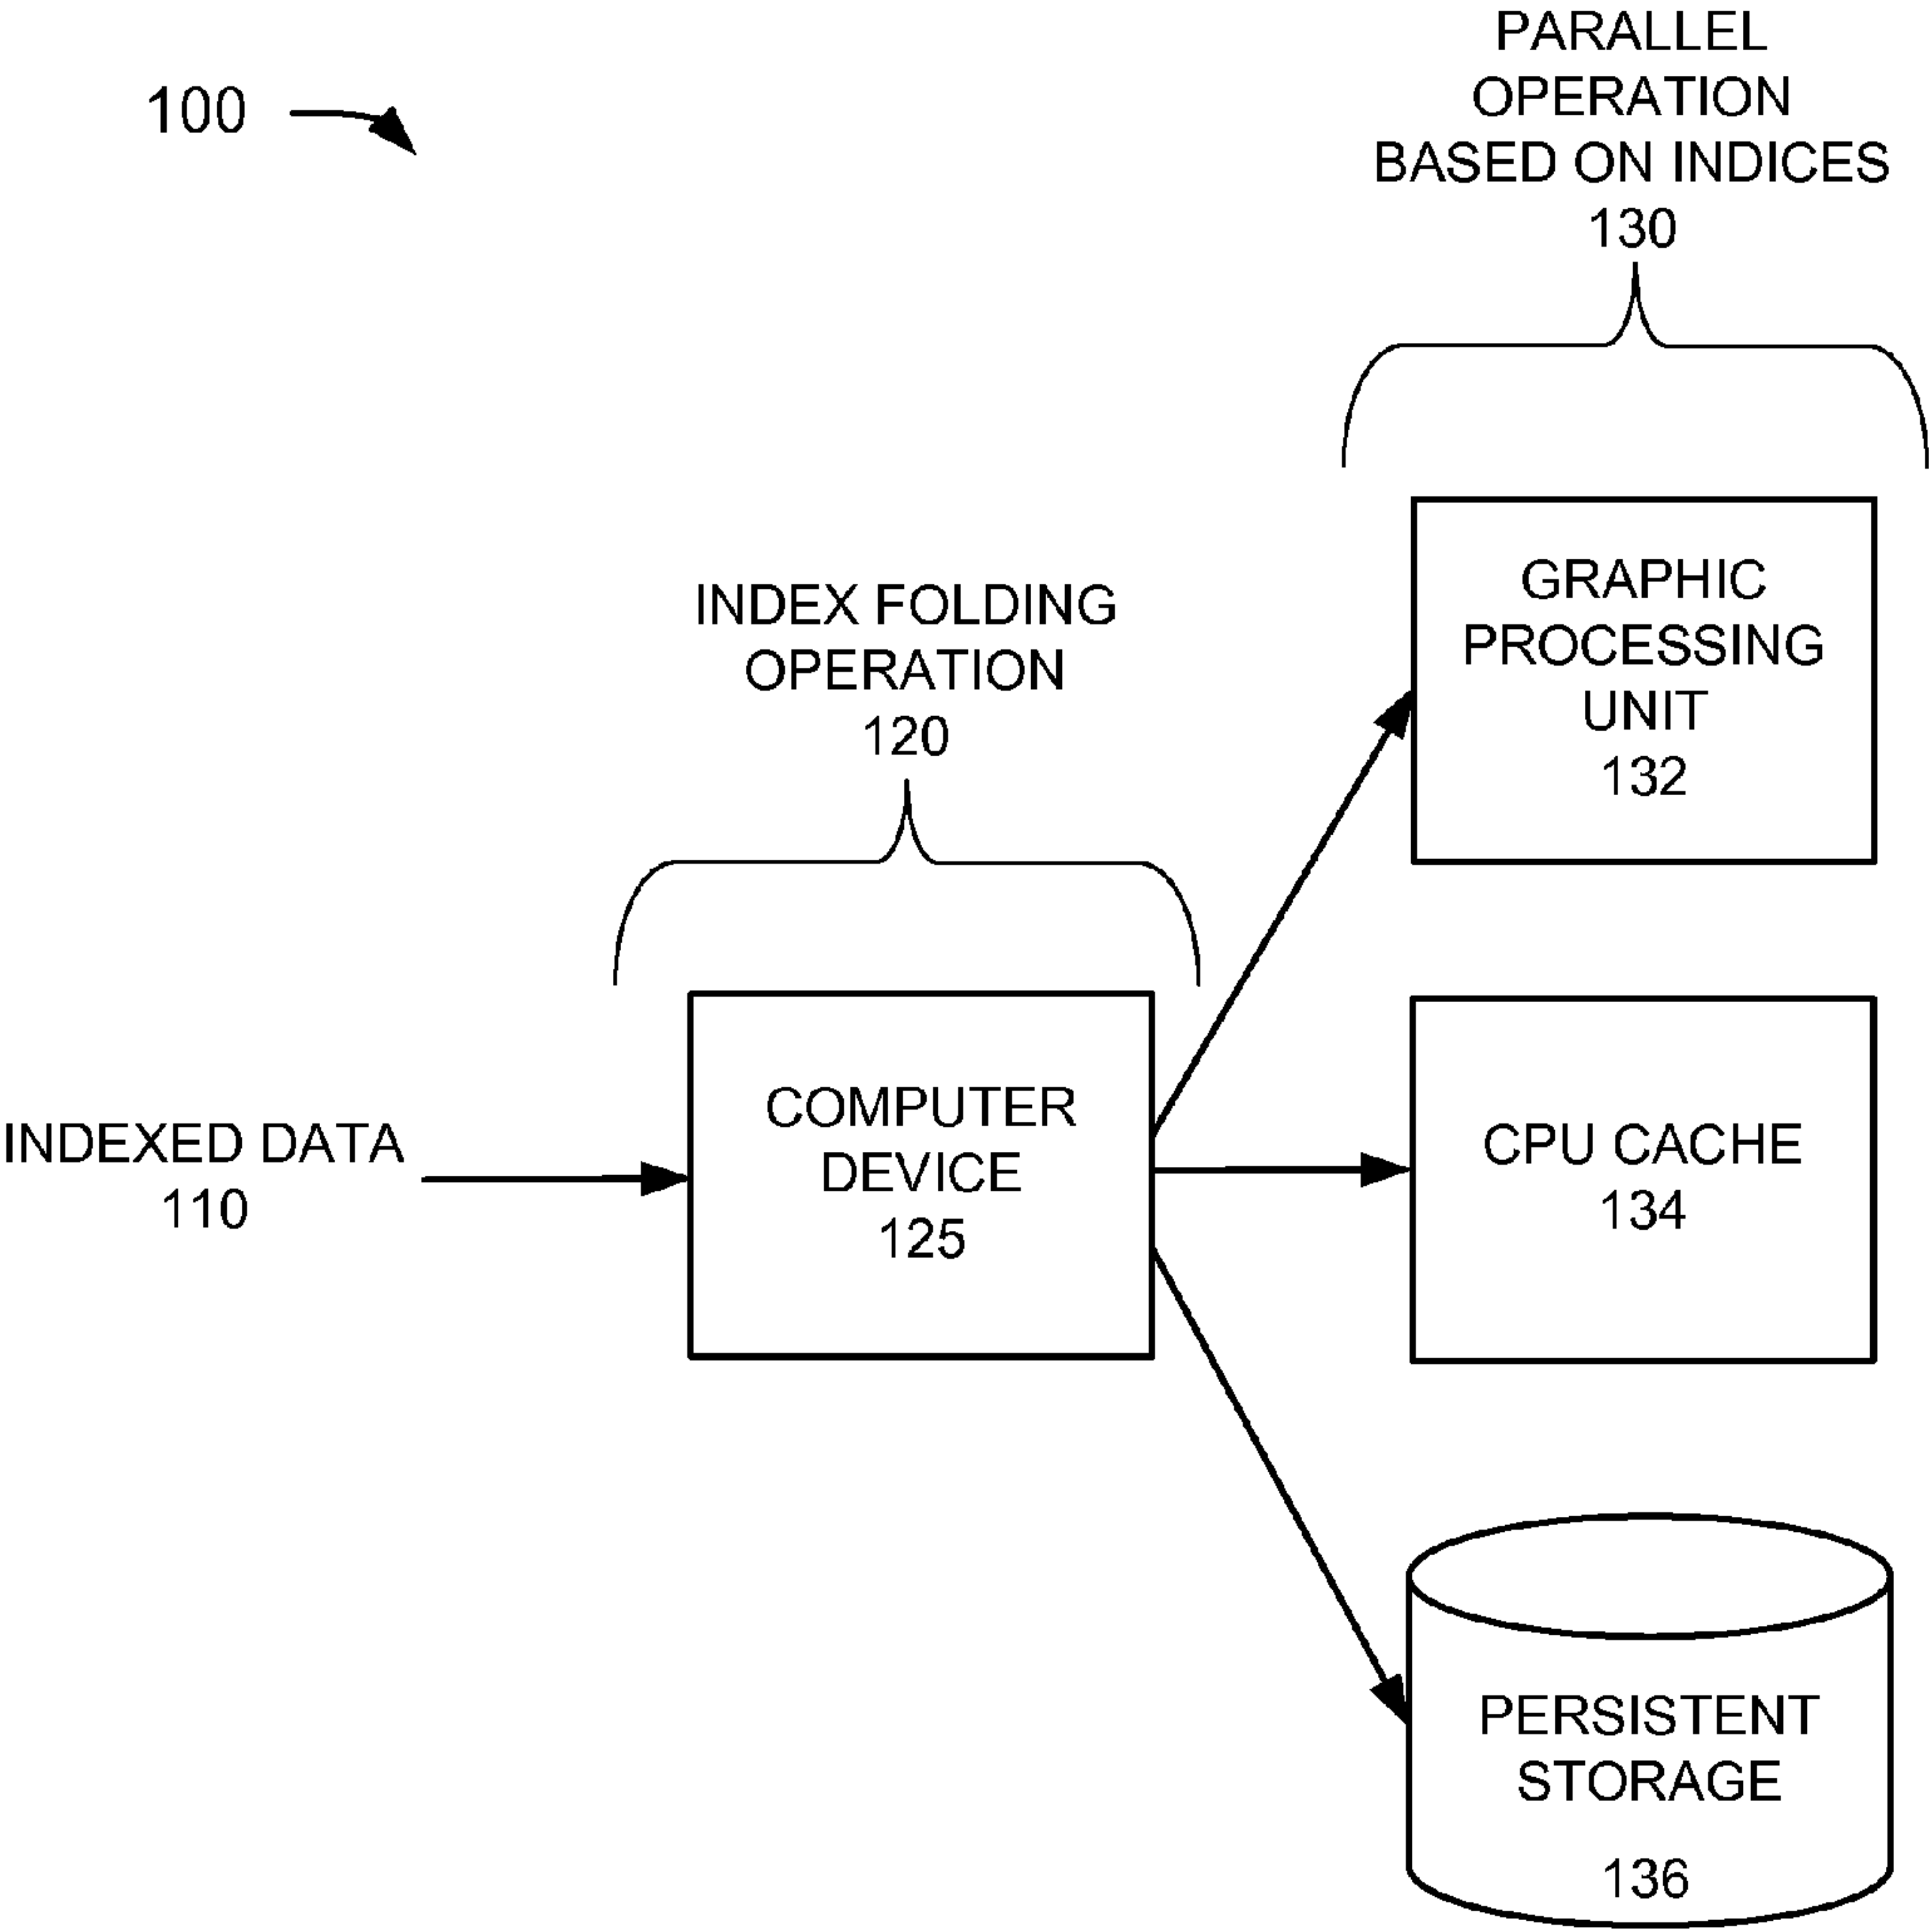 100
PARALLEL
OPERATION
BASED ON INDICES
130
INDEX FOLDING
OPERATION
120
GRAPHIC
PROCESSING
UNIT
132
INDEXED DATA
110
COMPUTER
DEVICE
125
CPU CACHE
134
PERSISTENT
STORAGE
136